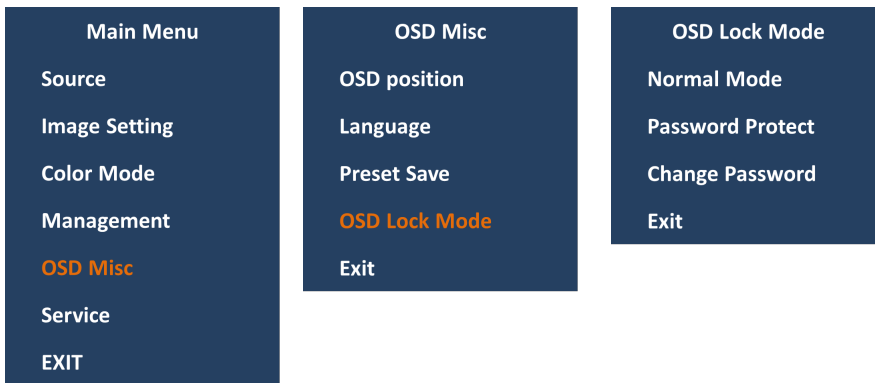 Main Menu
Source
Image Setting
Color Mode
Management
OSD Misc
Service
EXIT
OSD Misc
OSD position
Language
Preset Save
OSD Lock Mode
Exit
OSD Lock Mode
Normal Mode
Password Protect
Change Password
Exit